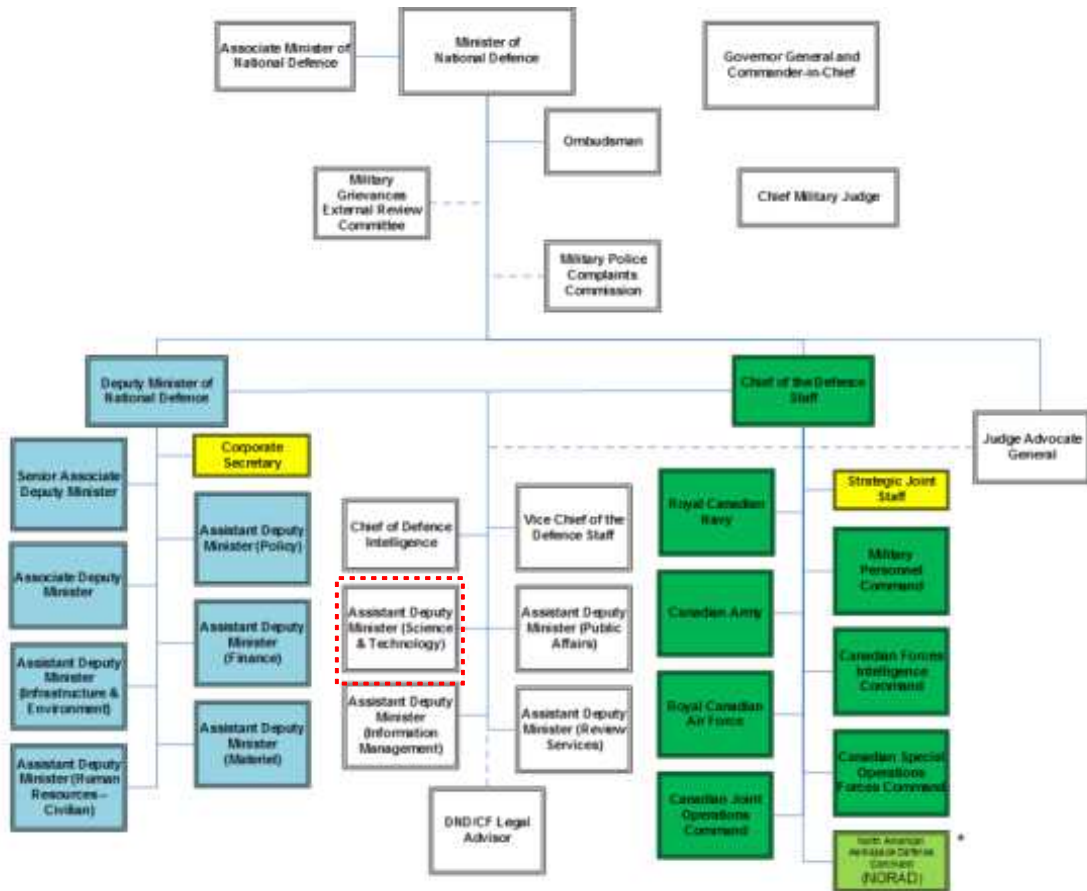 Associate Minister of
National Defence
Minister of
National Defence
Governor General and
Commander-in-Chief
Ombudsman
Military
Grievances
External Review
Committee
Chief Military Judge
Military Police
Complaints
Commission
Deputy Minister of
National Defence
Chief of the Defence
Staff
Judge Advocate
General
Corporate
Secretary
Senior Associate
Deputy Minister
Assistant Deputy
Minister (Policy)
Associate Deputy
Minister
Assistant Deputy
Minister
(Finance)
Assistant Deputy
Minister
(Infrastructure &
Environment)
Assistant Deputy
Minister
(Materiel)
Assistant Deputy
Minister (Human
Resources –
Civilian)
Chief of Defence
Intelligence
Vice Chief of the
Defence Staff
Assistant Deputy
Minister (Science
& Technology)
Assistant Deputy
Minister (Public
Affairs)
Assistant Deputy
Minister
(Information
Management)
Assistant Deputy
Minister (Review
Services)
DND/CF Legal
Advisor
Royal Canadian
Navy
Strategic Joint
Staff
Military
Personnel
Command
Canadian Army
Canadian Forces
Intelligence
Command
Royal Canadian
Air Force
Canadian Special
Operations
Forces Command
Canadian Joint
Operations
Command
North American
Aerospace Defense
Command
(NORAD)
*